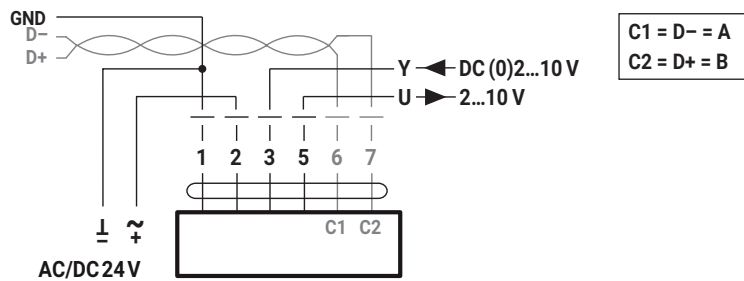 GND
D−
D+
Y DC (0)2...10 V
U 2...10 V
1 2 3 5 6 7
C1 C2
⊥ ~
− +
AC/DC 24 V
C1 = D− = A
C2 = D+ = B